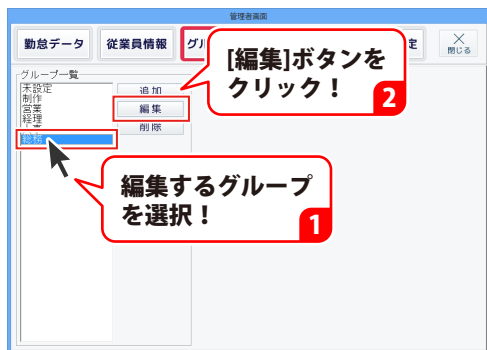 管理者画面
勤怠データ
従業員情報
グル
定
閉じる
[編集]ボタンを
クリック！
2
グループ一覧
未設定
制作
営業
経理
総務
追加
編集
削除
編集するグループ
を選択！
1